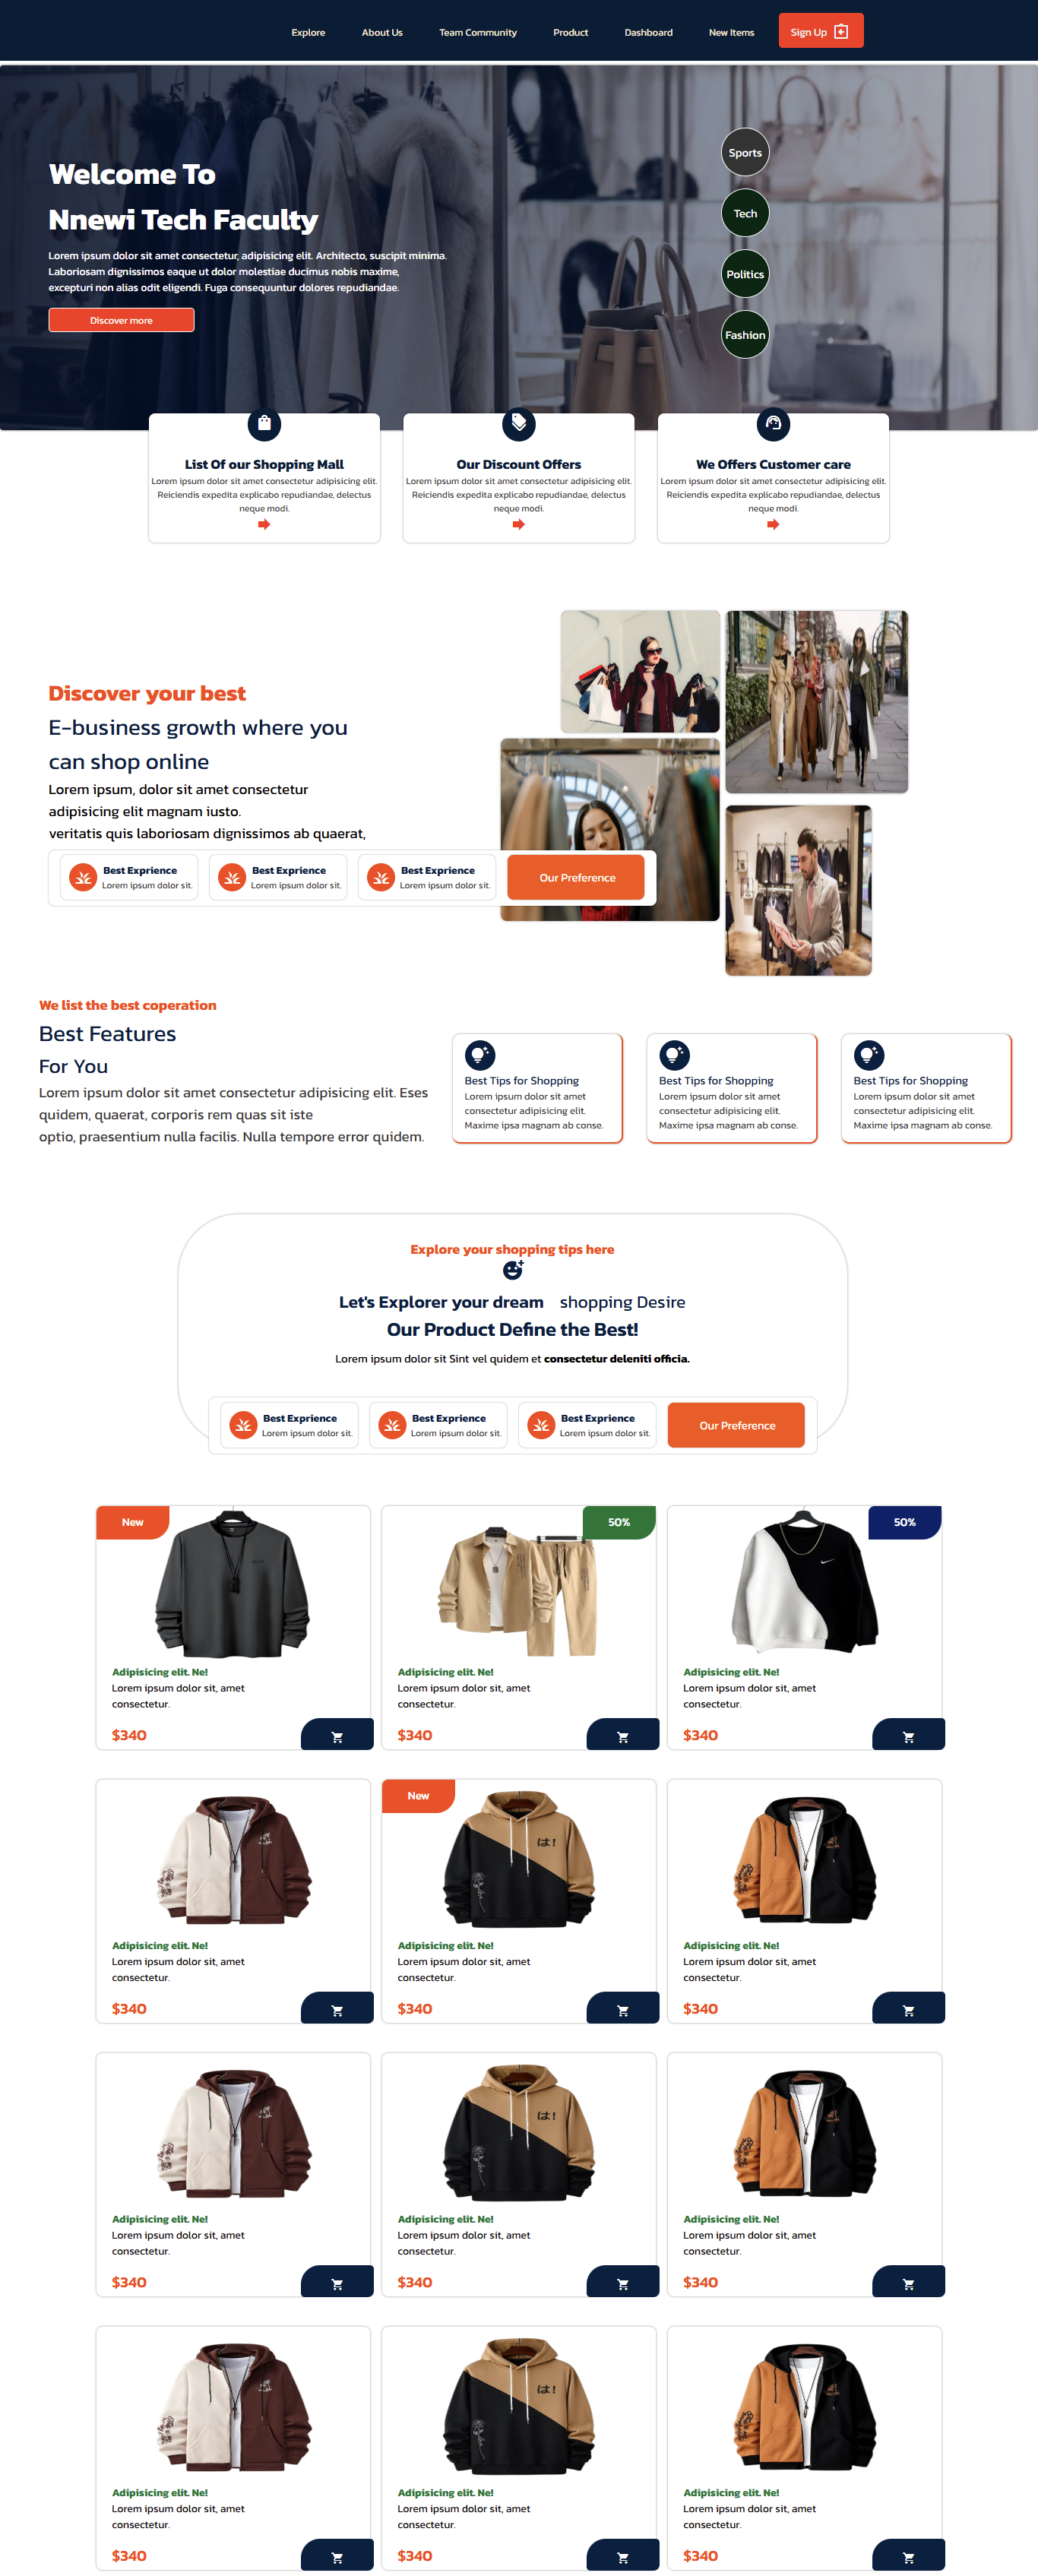 Explore About Us Team Community Product Dashboard New Items Sign Up
Welcome To
Nnewi Tech Faculty
Lorem ipsum dolor sit amet consectetur, adipisicing elit. Architecto, suscipit minima.
Laboriosam dignissimos eaque ut dolor molestiae ducimus nobis maxime,
excepturi non alias odit eligendi. Fuga consequuntur dolores repudiandae.
Discover more
Sports
Tech
Politics
Fashion
List Of our Shopping Mall
Lorem ipsum dolor sit amet consectetur adipisicing elit.
Reiciendis expedita explicabo repudiandae, delectus
neque modi.
Our Discount Offers
Lorem ipsum dolor sit amet consectetur adipisicing elit.
Reiciendis expedita explicabo repudiandae, delectus
neque modi.
We Offers Customer care
Lorem ipsum dolor sit amet consectetur adipisicing elit.
Reiciendis expedita explicabo repudiandae, delectus
neque modi.
Discover your best
E-business growth where you
can shop online
Lorem ipsum, dolor sit amet consectetur
adipisicing elit magnam iusto.
veritatis quis laboriosam dignissimos ab quaerat,
Best Exprience
Lorem ipsum dolor sit.
Best Exprience
Lorem ipsum dolor sit.
Best Exprience
Lorem ipsum dolor sit.
Our Preference
We list the best coperation
Best Features
For You
Lorem ipsum dolor sit amet consectetur adipisicing elit. Eses
quidem, quaerat, corporis rem quas sit iste
optio, praesentium nulla facilis. Nulla tempore error quidem.
Best Tips for Shopping
Lorem ipsum dolor sit amet
consectetur adipisicing elit.
Maxime ipsa magnam ab conse.
Best Tips for Shopping
Lorem ipsum dolor sit amet
consectetur adipisicing elit.
Maxime ipsa magnam ab conse.
Best Tips for Shopping
Lorem ipsum dolor sit amet
consectetur adipisicing elit.
Maxime ipsa magnam ab conse.
Explore your shopping tips here
Let's Explorer your dream shopping Desire
Our Product Define the Best!
Lorem ipsum dolor sit Sint vel quidem et consectetur deleniti officia.
Best Exprience
Lorem ipsum dolor sit.
Best Exprience
Lorem ipsum dolor sit.
Best Exprience
Lorem ipsum dolor sit.
Our Preference
New
Adipisicing elit. Ne!
Lorem ipsum dolor sit, amet
consectetur.
$340
50%
Adipisicing elit. Ne!
Lorem ipsum dolor sit, amet
consectetur.
$340
50%
Adipisicing elit. Ne!
Lorem ipsum dolor sit, amet
consectetur.
$340
Adipisicing elit. Ne!
Lorem ipsum dolor sit, amet
consectetur.
$340
New
は!
Adipisicing elit. Ne!
Lorem ipsum dolor sit, amet
consectetur.
$340
Adipisicing elit. Ne!
Lorem ipsum dolor sit, amet
consectetur.
$340
Adipisicing elit. Ne!
Lorem ipsum dolor sit, amet
consectetur.
$340
は!
Adipisicing elit. Ne!
Lorem ipsum dolor sit, amet
consectetur.
$340
Adipisicing elit. Ne!
Lorem ipsum dolor sit, amet
consectetur.
$340
Adipisicing elit. Ne!
Lorem ipsum dolor sit, amet
consectetur.
$340
は!
Adipisicing elit. Ne!
Lorem ipsum dolor sit, amet
consectetur.
$340
Adipisicing elit. Ne!
Lorem ipsum dolor sit, amet
consectetur.
$340